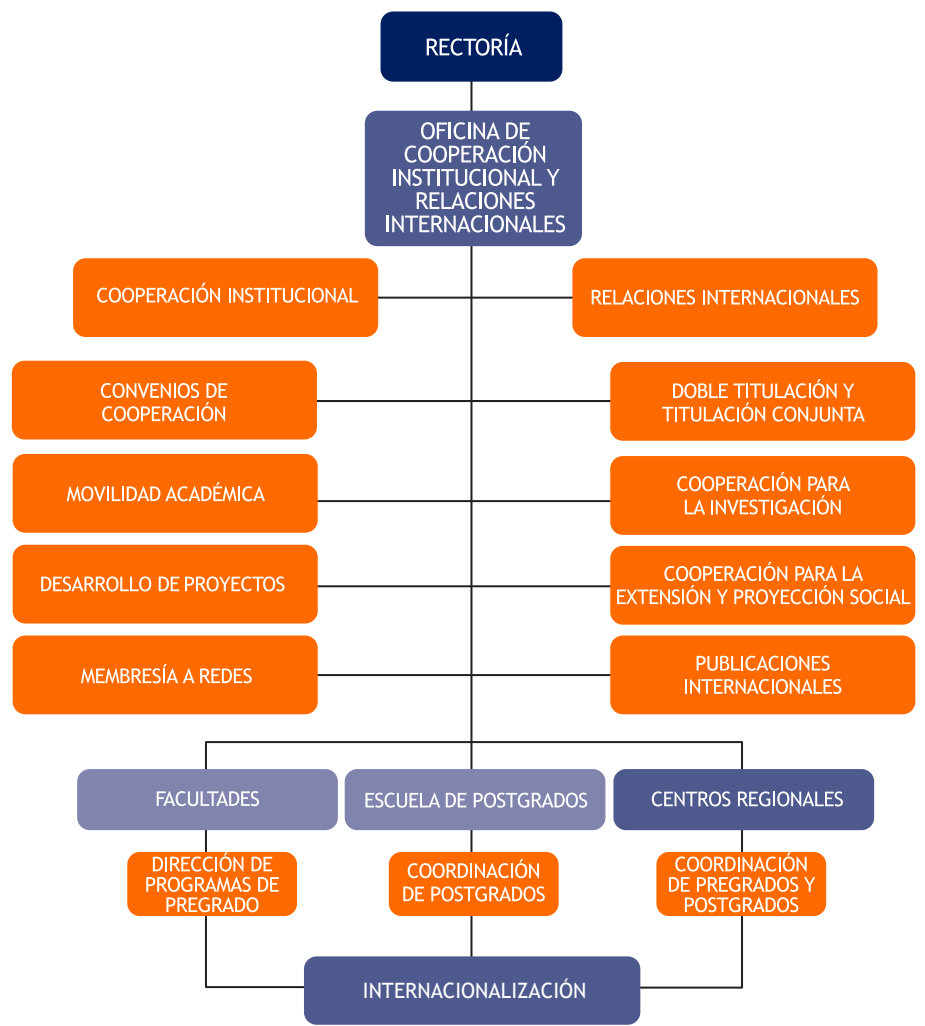 RECTORÍA
OFICINA DE
COOPERACIÓN
INSTITUCIONAL Y
RELACIONES
INTERNACIONALES
COOPERACIÓN INSTITUCIONAL
RELACIONES INTERNACIONALES
CONVENIOS DE
COOPERACIÓN
DOBLE TITULACIÓN Y
TITULACIÓN CONJUNTA
MOVILIDAD ACADÉMICA
COOPERACIÓN PARA
LA INVESTIGACIÓN
DESARROLLO DE PROYECTOS
COOPERACIÓN PARA LA
EXTENSIÓN Y PROYECCIÓN SOCIAL
MEMBRESÍA A REDES
PUBLICACIONES
INTERNACIONALES
FACULTADES
ESCUELA DE POSTGRADOS
CENTROS REGIONALES
DIRECCIÓN DE
PROGRAMAS DE
PREGRADO
COORDINACIÓN
DE POSTGRADOS
COORDINACIÓN
DE PREGRADOS Y
POSTGRADOS
INTERNACIONALIZACIÓN